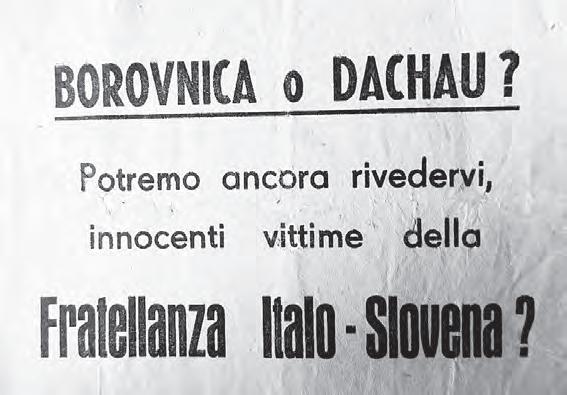 BOROVNICA o DACHAU?
Potremo ancora rivedervi,
innocenti vittime della
Fratellanza Italo-Slovena?